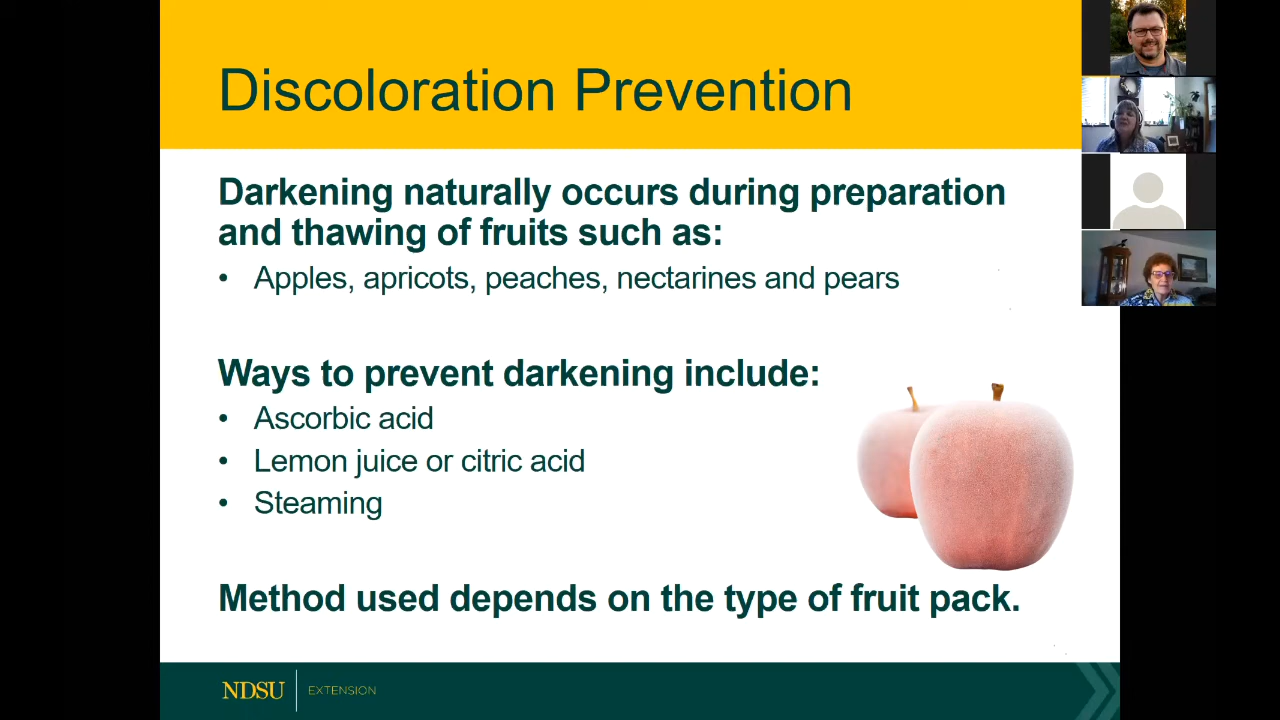 Discoloration Prevention
Darkening naturally occurs during preparation
and thawing of fruits such as:
• Apples, apricots, peaches, nectarines and pears
Ways to prevent darkening include:
• Ascorbic acid
• Lemon juice or citric acid
• Steaming
Method used depends on the type of fruit pack.
NDSU EXTENSION